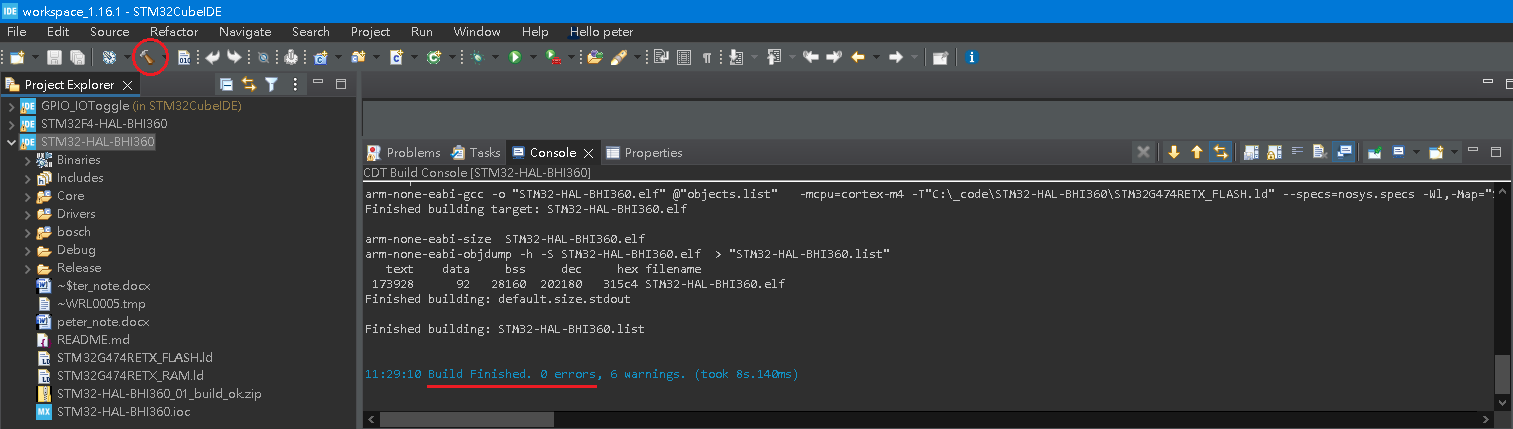 IDE workspace_1.16.1 - STM32CubeIDE
File Edit Source Refactor Navigate Search Project Run Window Help Hello peter
010
Project Explorer
IDE GPIO_IOToggle (in STM32CubeIDE)
IDE STM32F4-HAL-BHI360
IDE STM32-HAL-BHI360
Binaries
Includes
Core
Drivers
bosch
Debug
Release
~$ter_note.docx
~WRL0005.tmp
peter_note.docx
README.md
STM32G474RETX_FLASH.ld
STM32G474RETX_RAM.ld
STM32-HAL-BHI360_01_build_ok.zip
MX STM32-HAL-BHI360.ioc
Problems Tasks Console Properties
CDT Build Console [STM32-HAL-BHI360]
arm-none-eabi-gcc -o "STM32-HAL-BHI360.elf" @"objects.list"   -mcpu=cortex-m4 -T"C:\_code\STM32-HAL-BHI360\STM32G474RETX_FLASH.ld" --specs=nosys.specs -Wl,-Map="
Finished building target: STM32-HAL-BHI360.elf
arm-none-eabi-size  STM32-HAL-BHI360.elf
arm-none-eabi-objdump -h -S STM32-HAL-BHI360.elf  > "STM32-HAL-BHI360.list"
text data bss dec hex filename
173928 92 28160 202180 315c4 STM32-HAL-BHI360.elf
Finished building: default.size.stdout
Finished building: STM32-HAL-BHI360.list
11:29:10 Build Finished. 0 errors, 6 warnings. (took 8s.140ms)